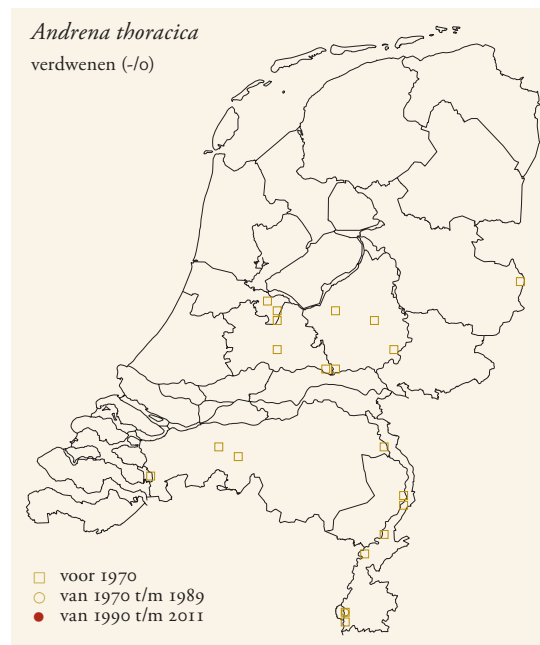 Andrena thoracica
verdwenen (-/0)
voor 1970
van 1970 t/m 1989
van 1990 t/m 2011